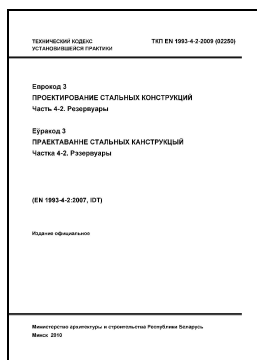 ТЕХНИЧЕСКИЙ КОДЕКС
УСТАНОВИВШЕЙСЯ ПРАКТИКИ
ТКП EN 1993-4-2-2009 (02250)
Еврокод 3
ПРОЕКТИРОВАНИЕ СТАЛЬНЫХ КОНСТРУКЦИЙ
Часть 4-2. Резервуары
Еўракод 3
ПРАЕКТАВАННЕ СТАЛЬНЫХ КАНСТРУКЦЫЙ
Частка 4-2. Рэзервуары
(EN 1993-4-2:2007, IDT)
Издание официальное
Министерство архитектуры и строительства Республики Беларусь
Минск 2010